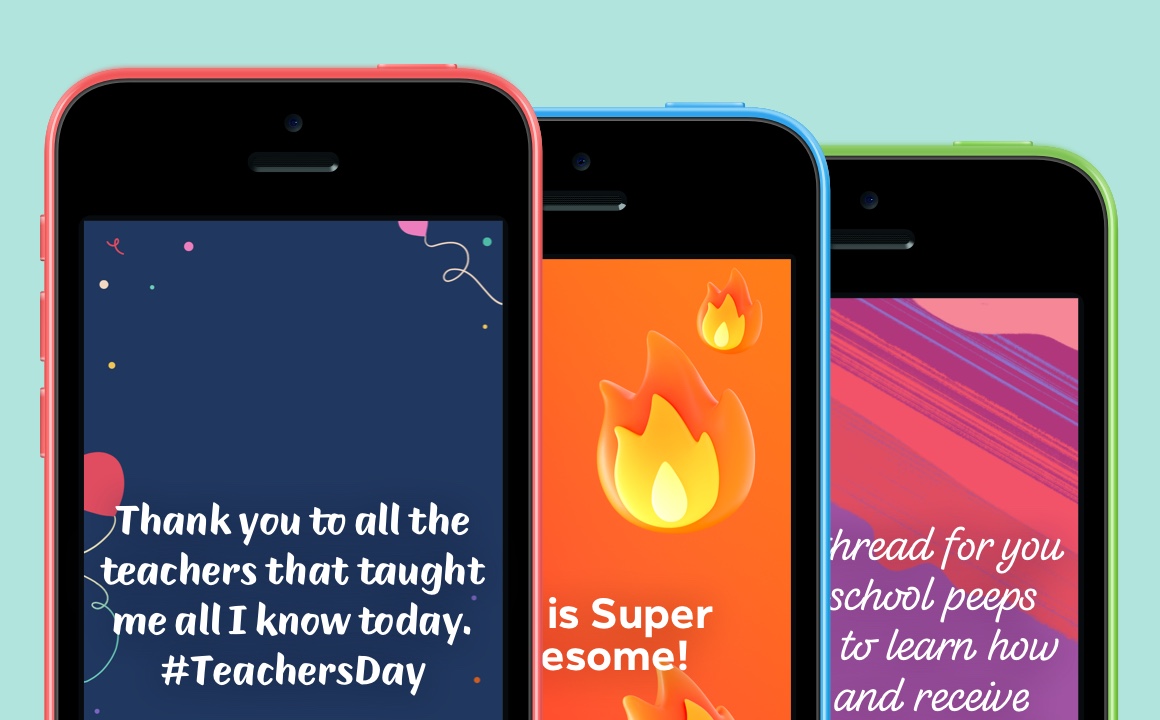 Thank you to all the
teachers that taught
me all I know today.
#TeachersDay
is Super
esome!
hread for you
school peeps
to learn how
and receive